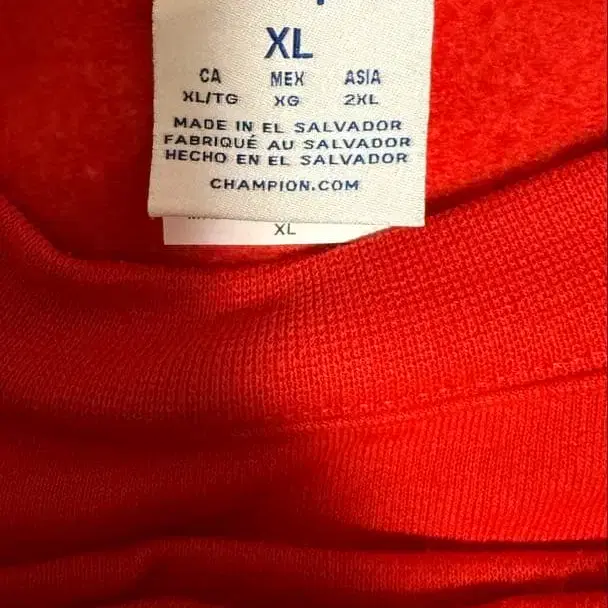 XL
CA MEX ASIA
XL/TG XG 2XL
MADE IN EL SALVADOR
FABRIQUÉ AU SALVADOR
HECHO EN EL SALVADOR
CHAMPION.COM
XL